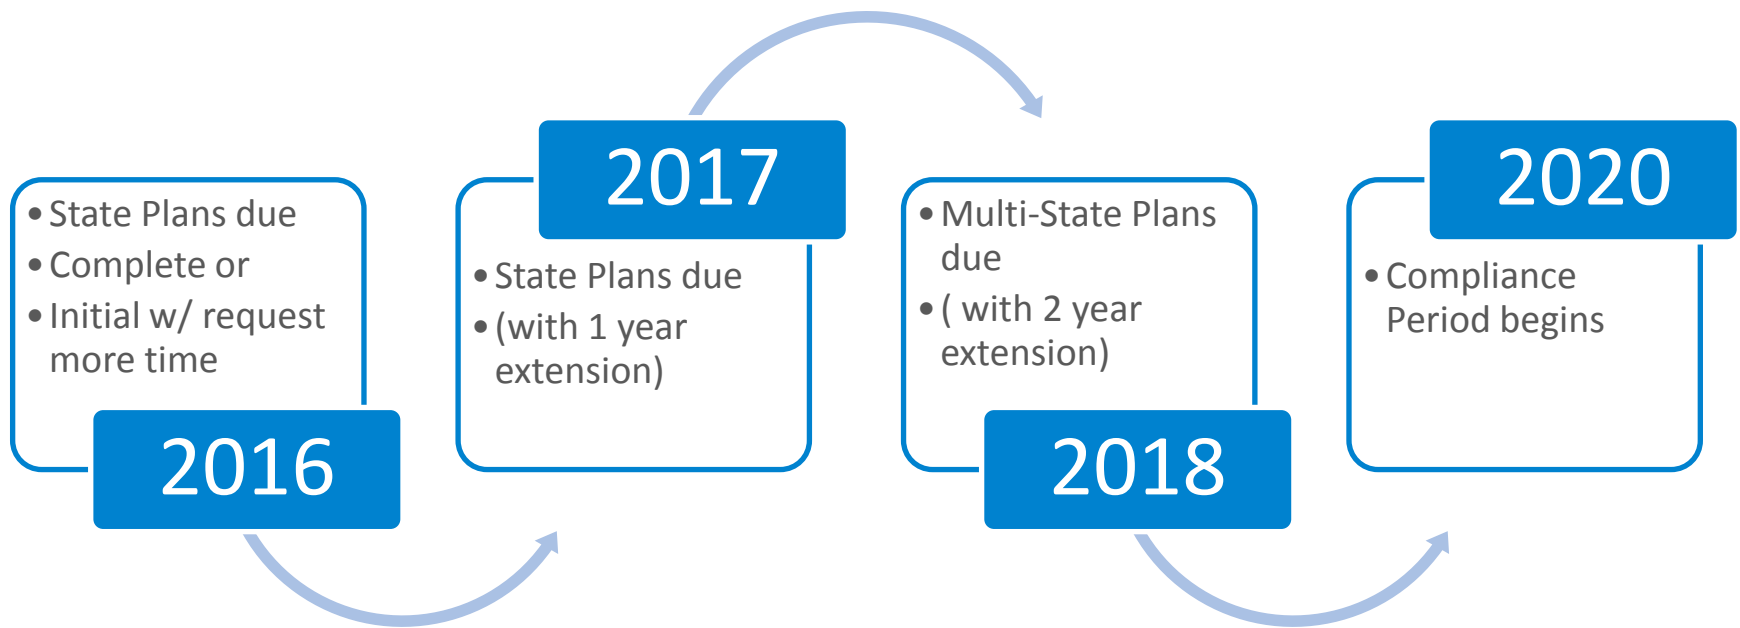 • State Plans due
• Complete or
• Initial w/ request
more time
2016
2017
• State Plans due
• (with 1 year
extension)
• Multi-State Plans
due
• ( with 2 year
extension)
2018
2020
• Compliance
Period begins